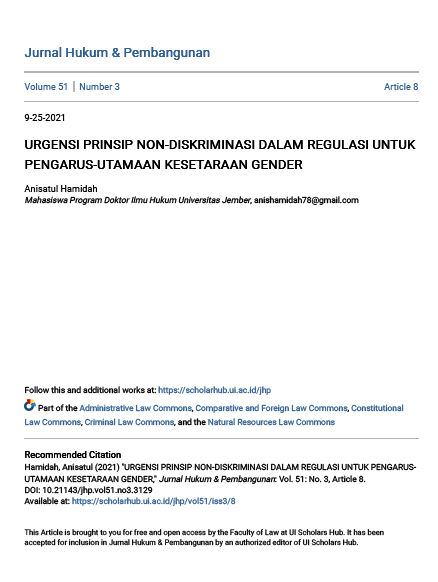 Jurnal Hukum & Pembangunan
Volume 51 | Number 3 Article 8
9-25-2021
URGENSI PRINSIP NON-DISKRIMINASI DALAM REGULASI UNTUK
PENGARUS-UTAMAAN KESETARAAN GENDER
Anisatul Hamidah
Mahasiswa Program Doktor Ilmu Hukum Universitas Jember, anishamidah78@gmail.com
Follow this and additional works at: https://scholarhub.ui.ac.id/jhp
Part of the Administrative Law Commons, Comparative and Foreign Law Commons, Constitutional
Law Commons, Criminal Law Commons, and the Natural Resources Law Commons
Recommended Citation
Hamidah, Anisatul (2021) "URGENSI PRINSIP NON-DISKRIMINASI DALAM REGULASI UNTUK PENGARUS-
UTAMAAN KESETARAAN GENDER," Jurnal Hukum & Pembangunan: Vol. 51: No. 3, Article 8.
DOI: 10.21143/jhp.vol51.no3.3129
Available at: https://scholarhub.ui.ac.id/jhp/vol51/iss3/8
This Article is brought to you for free and open access by the Faculty of Law at UI Scholars Hub. It has been
accepted for inclusion in Jurnal Hukum & Pembangunan by an authorized editor of UI Scholars Hub.